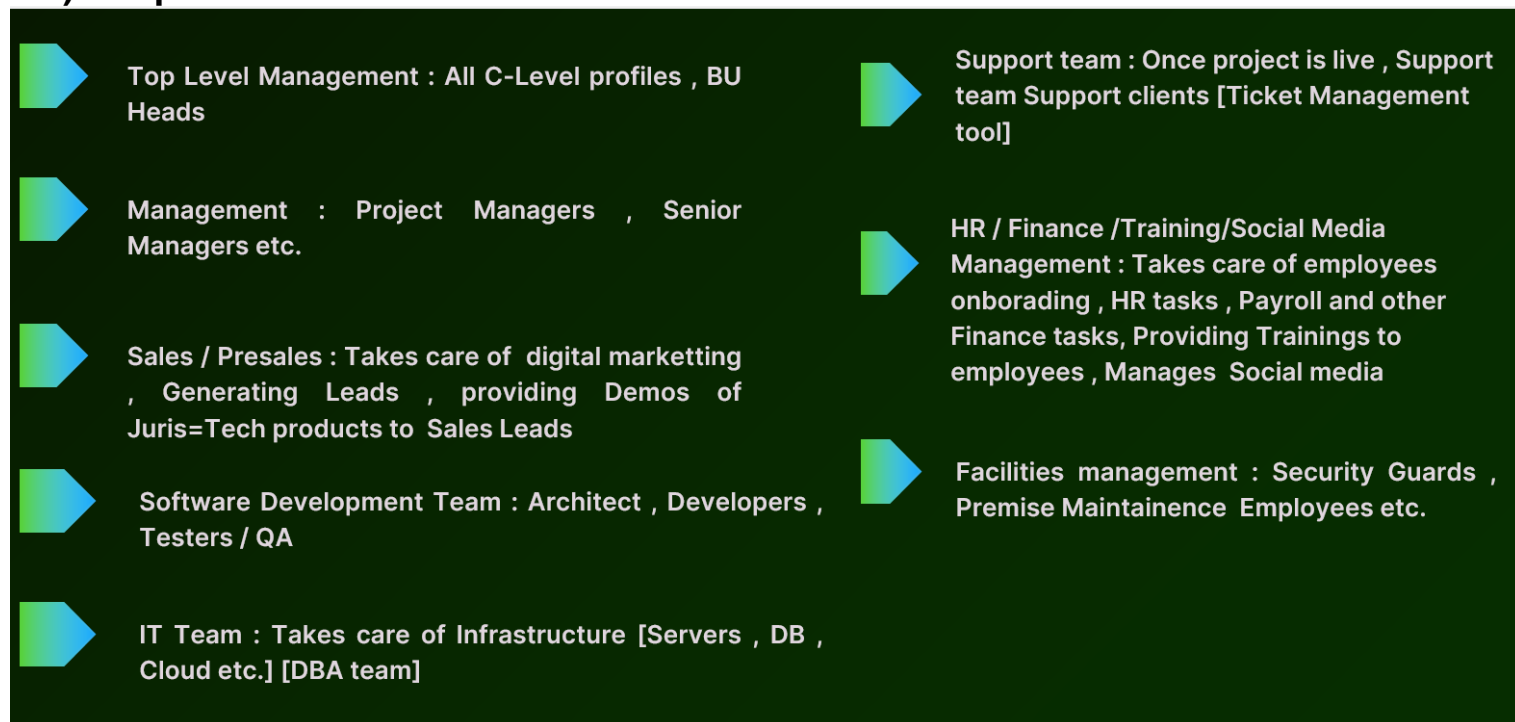 Top Level Management : All C-Level profiles , BU
Heads
Management : Project Managers , Senior
Managers etc.
Sales / Presales : Takes care of digital marketting
, Generating Leads , providing Demos of
Juris=Tech products to Sales Leads
Software Development Team : Architect , Developers ,
Testers / QA
IT Team : Takes care of Infrastructure [Servers , DB ,
Cloud etc.] [DBA team]
Support team : Once project is live , Support
team Support clients [Ticket Management
tool]
HR / Finance /Training/Social Media
Management : Takes care of employees
onborading , HR tasks , Payroll and other
Finance tasks, Providing Trainings to
employees , Manages Social media
Facilities management : Security Guards ,
Premise Maintainence Employees etc.